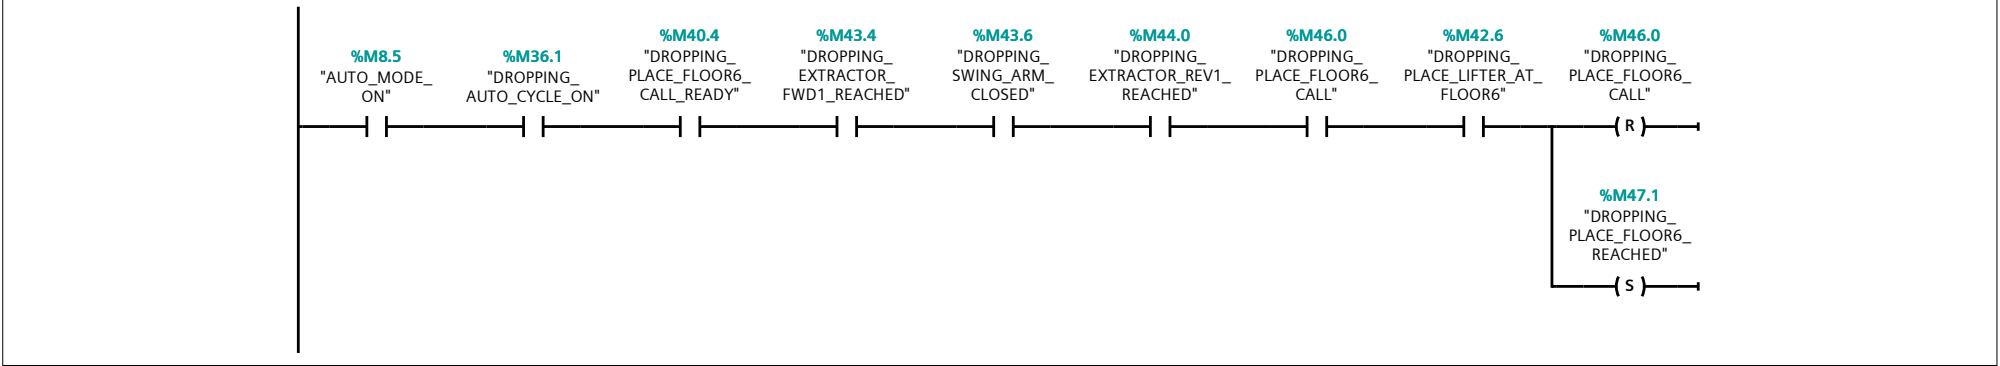 %M8.5
"AUTO_MODE_
ON"
%M36.1
"DROPPING_
AUTO_CYCLE_ON"
%M40.4
"DROPPING_
PLACE_FLOOR6_
CALL_READY"
%M43.4
"DROPPING_
EXTRACTOR_
FWD1_REACHED"
%M43.6
"DROPPING_
SWING_ARM_
CLOSED"
%M44.0
"DROPPING_
EXTRACTOR_REV1_
REACHED"
%M46.0
"DROPPING_
PLACE_FLOOR6_
CALL"
%M42.6
"DROPPING_
PLACE_LIFTER_AT_
FLOOR6"
%M46.0
"DROPPING_
PLACE_FLOOR6_
CALL"
R
%M47.1
"DROPPING_
PLACE_FLOOR6_
REACHED"
S